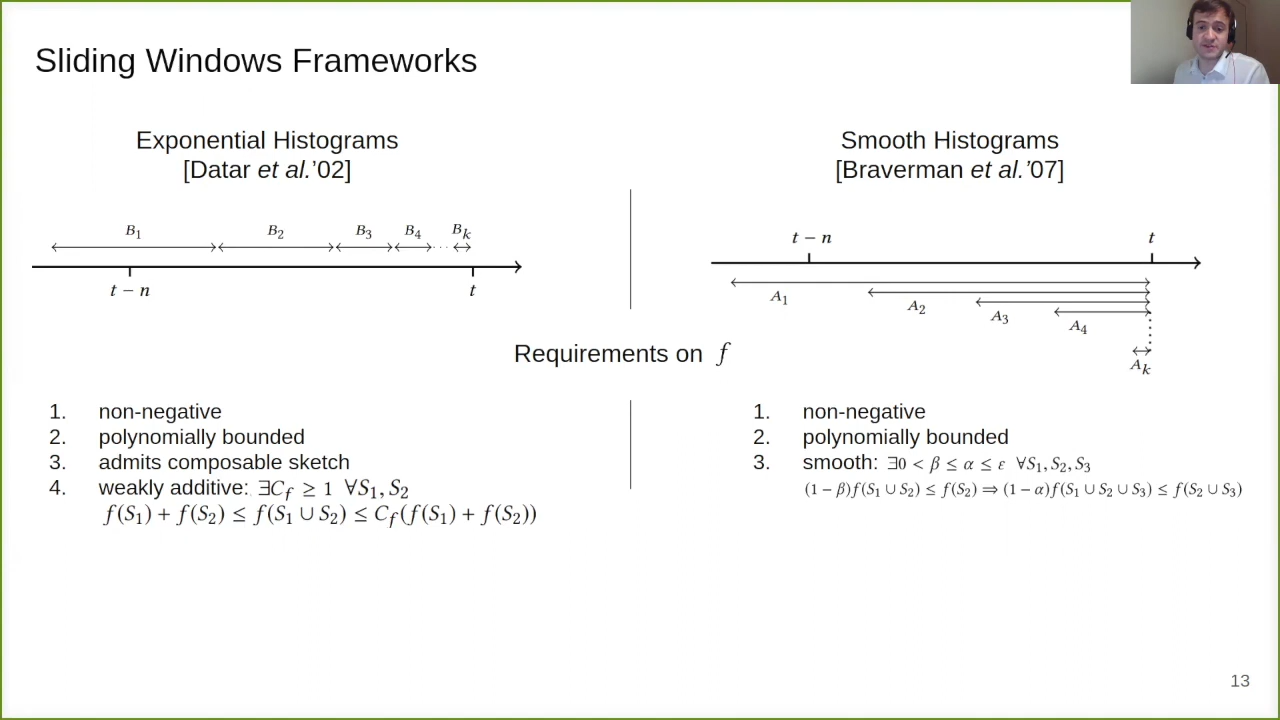 Sliding Windows Frameworks
Exponential Histograms
[Datar et al.’02]
B₁ B₂ B₃ B₄ ··· Bₖ
t − n t
Smooth Histograms
[Braverman et al.’07]
t − n t
A₁ A₂ A₃ A₄
Aₖ
Requirements on f
1. non-negative
2. polynomially bounded
3. admits composable sketch
4. weakly additive: ∃C_f ≥ 1 ∀S₁, S₂
f(S₁) + f(S₂) ≤ f(S₁ ∪ S₂) ≤ C_f(f(S₁) + f(S₂))
1. non-negative
2. polynomially bounded
3. smooth: ∃0 < β ≤ α ≤ ε ∀S₁, S₂, S₃
(1 − β)f(S₁ ∪ S₂) ≤ f(S₂) ⇒ (1 − α)f(S₁ ∪ S₂ ∪ S₃) ≤ f(S₂ ∪ S₃)
13